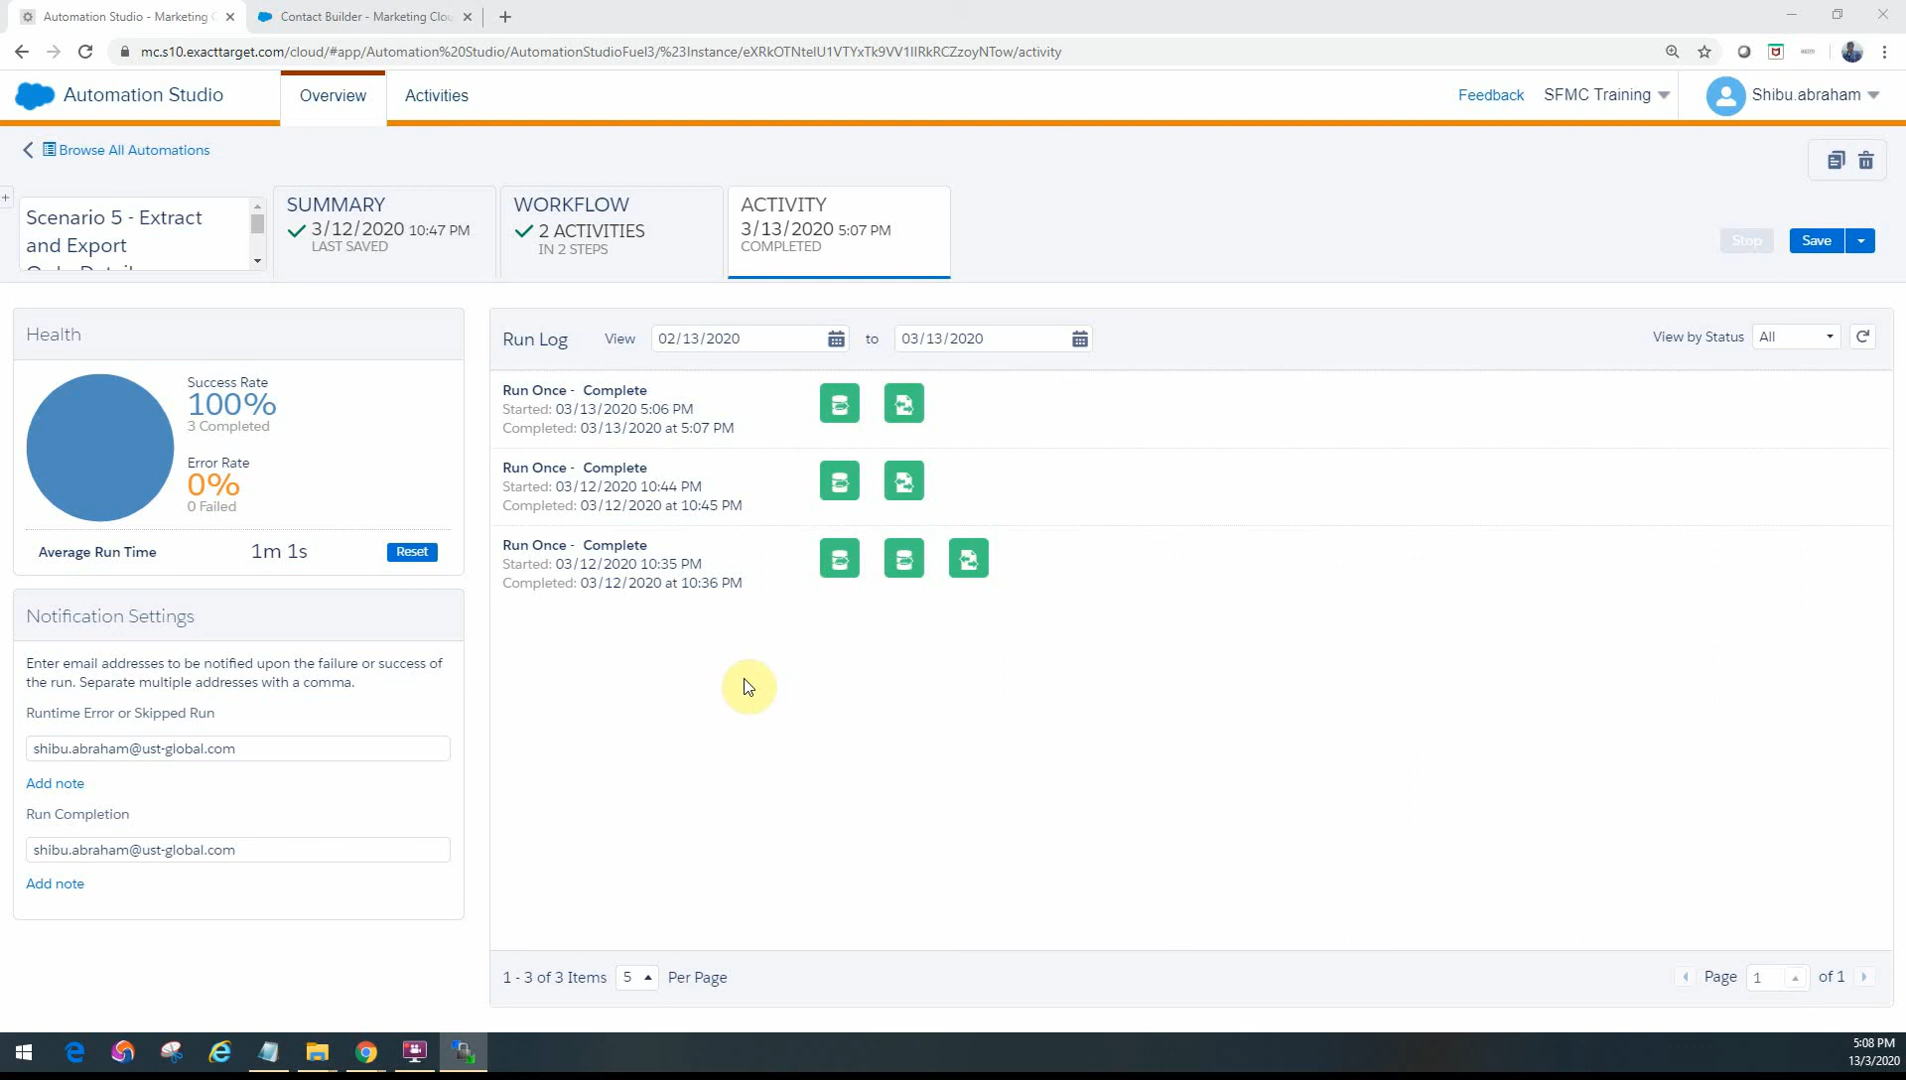 Automation Studio - Marketing C
Contact Builder - Marketing Clou
mc.s10.exacttarget.com/cloud/#app/Automation%20Studio/AutomationStudioFuel3/%23Instance/eXRkOTNtelU1VTYxTk9VV1lIRkRCZzoyNTow/activity
Automation Studio
Overview
Activities
Feedback
SFMC Training
Shibu.abraham
Browse All Automations
Scenario 5 - Extract
and Export
SUMMARY
3/12/2020 10:47 PM
LAST SAVED
WORKFLOW
2 ACTIVITIES
IN 2 STEPS
ACTIVITY
3/13/2020 5:07 PM
COMPLETED
Stop
Save
Health
Success Rate
100%
3 Completed
Error Rate
0%
0 Failed
Average Run Time 1m 1s Reset
Notification Settings
Enter email addresses to be notified upon the failure or success of
the run. Separate multiple addresses with a comma.
Runtime Error or Skipped Run
shibu.abraham@ust-global.com
Add note
Run Completion
shibu.abraham@ust-global.com
Add note
Run Log View 02/13/2020 to 03/13/2020
View by Status All
Run Once - Complete
Started: 03/13/2020 5:06 PM
Completed: 03/13/2020 at 5:07 PM
Run Once - Complete
Started: 03/12/2020 10:44 PM
Completed: 03/12/2020 at 10:45 PM
Run Once - Complete
Started: 03/12/2020 10:35 PM
Completed: 03/12/2020 at 10:36 PM
1 - 3 of 3 Items 5 Per Page
Page 1 of 1
5:08 PM
13/3/2020